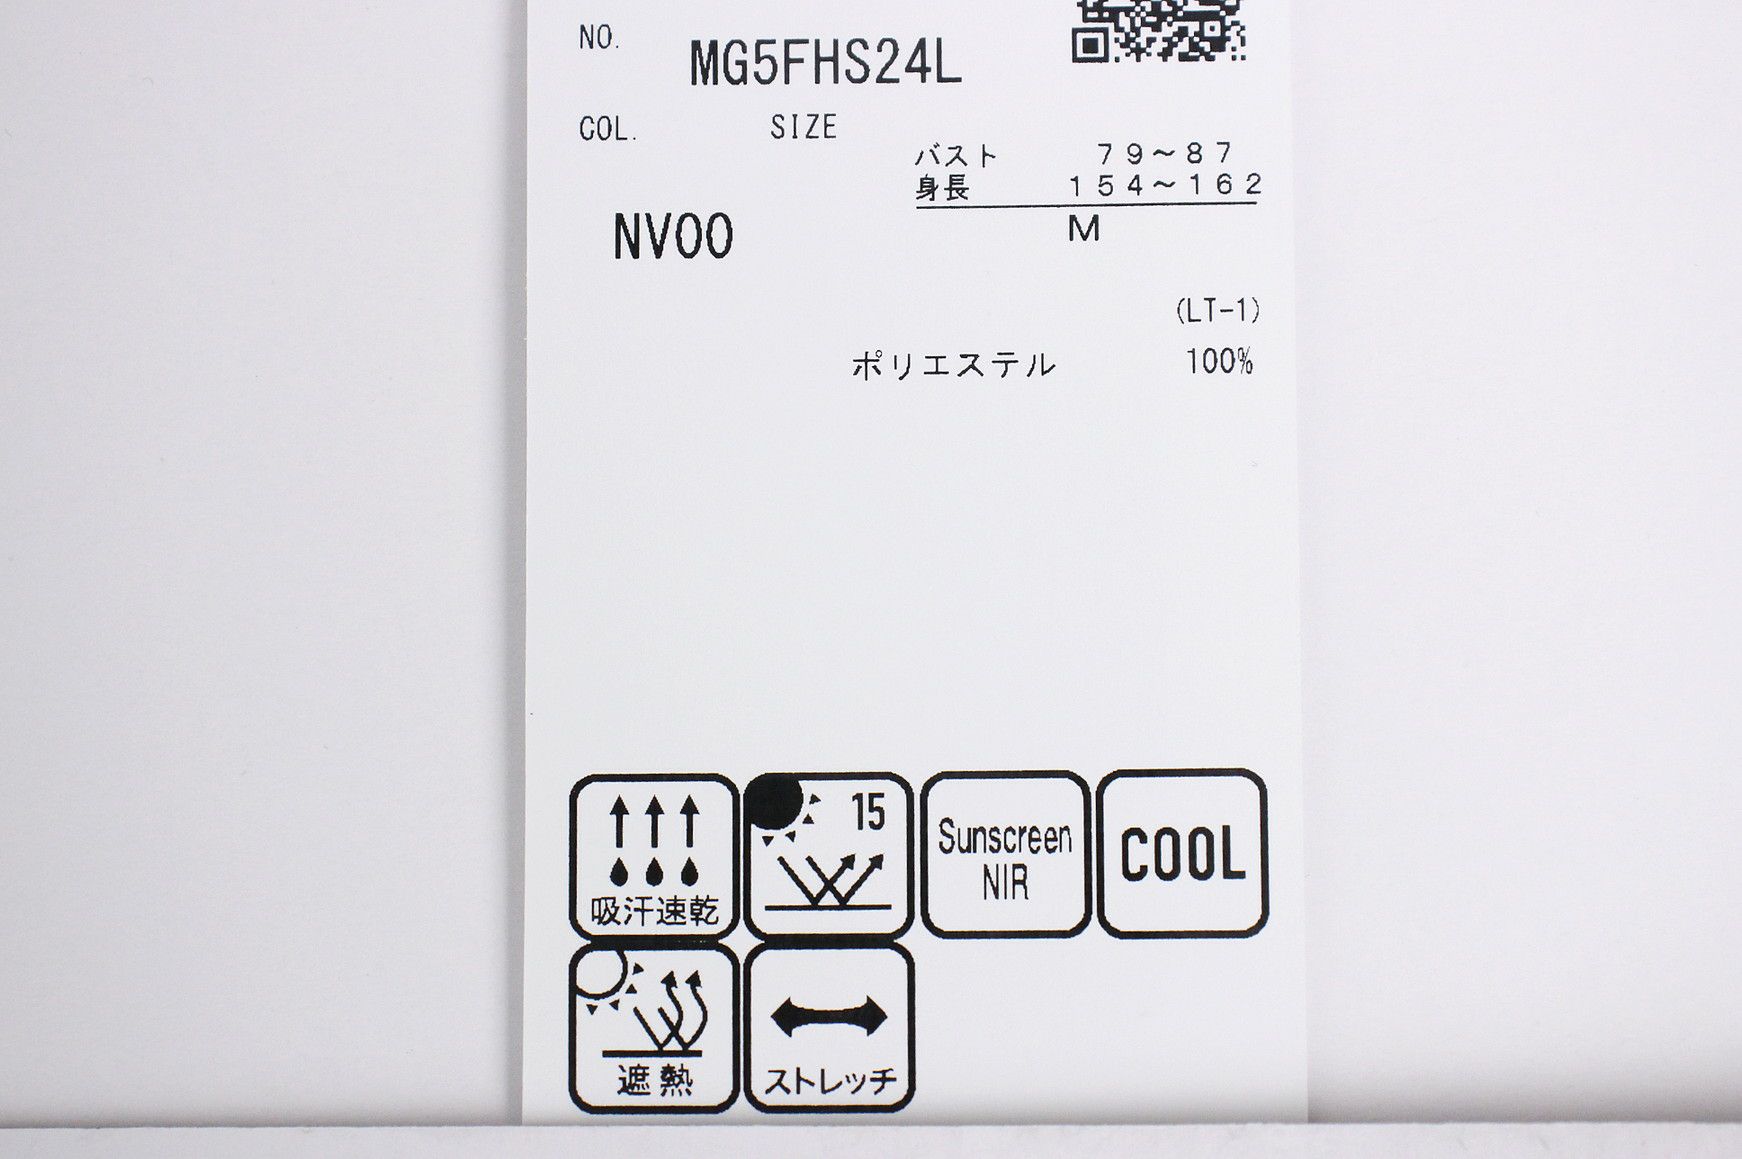 NO. MG5FHS24L
COL. SIZE
バスト 79～87
身長 154～162
NV00 M
(LT-1)
ポリエステル 100%
吸汗速乾
15
Sunscreen
NIR
COOL
遮熱
ストレッチ